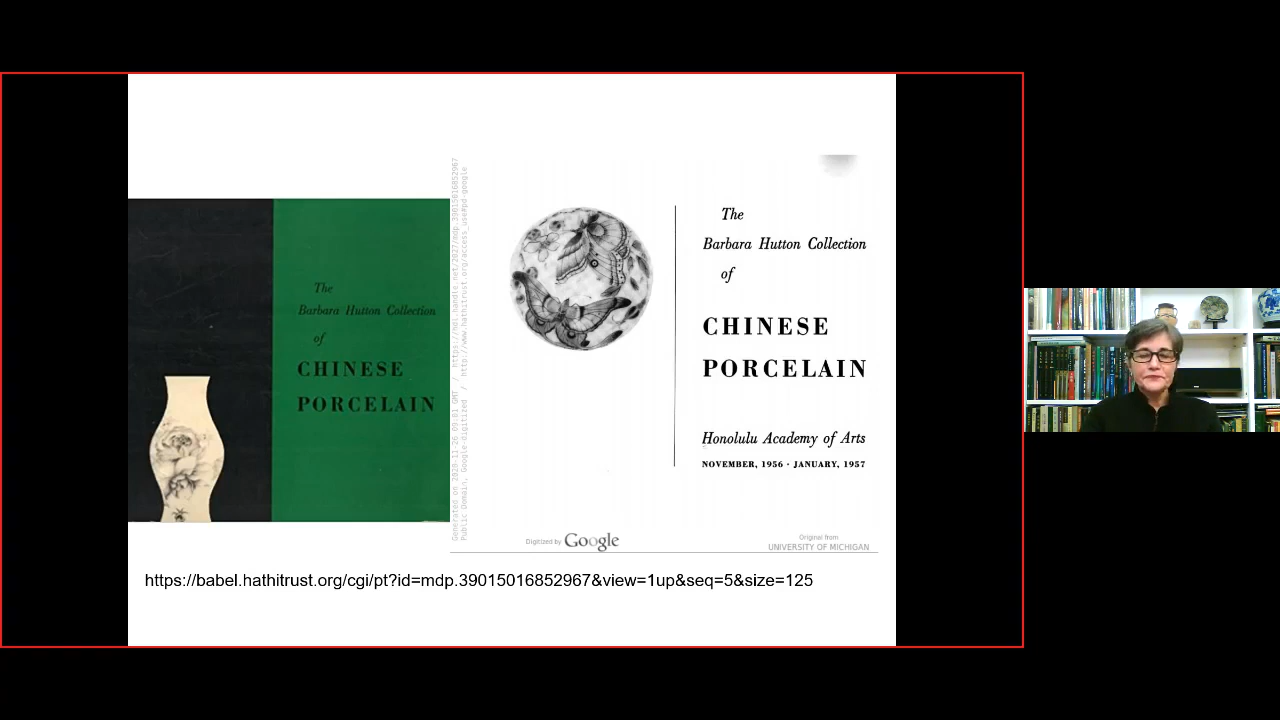 The
Barbara Hutton Collection
of
CHINESE
PORCELAIN
The
Barbara Hutton Collection
of
CHINESE
PORCELAIN
Honolulu Academy of Arts
NOVEMBER, 1956 · JANUARY, 1957
Digitized by Google
Original from
UNIVERSITY OF MICHIGAN
https://babel.hathitrust.org/cgi/pt?id=mdp.39015016852967&view=1up&seq=5&size=125